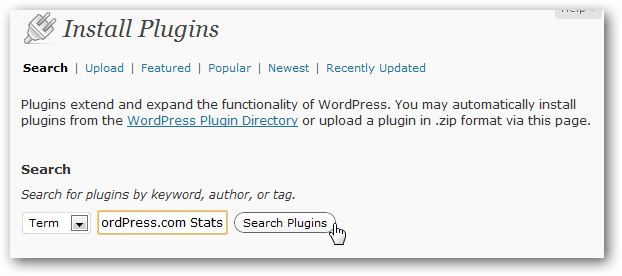 Help
Install Plugins
Search | Upload | Featured | Popular | Newest | Recently Updated
Plugins extend and expand the functionality of WordPress. You may automatically install
plugins from the WordPress Plugin Directory or upload a plugin in .zip format via this page.
Search
Search for plugins by keyword, author, or tag.
Term ordPress.com Stats Search Plugins